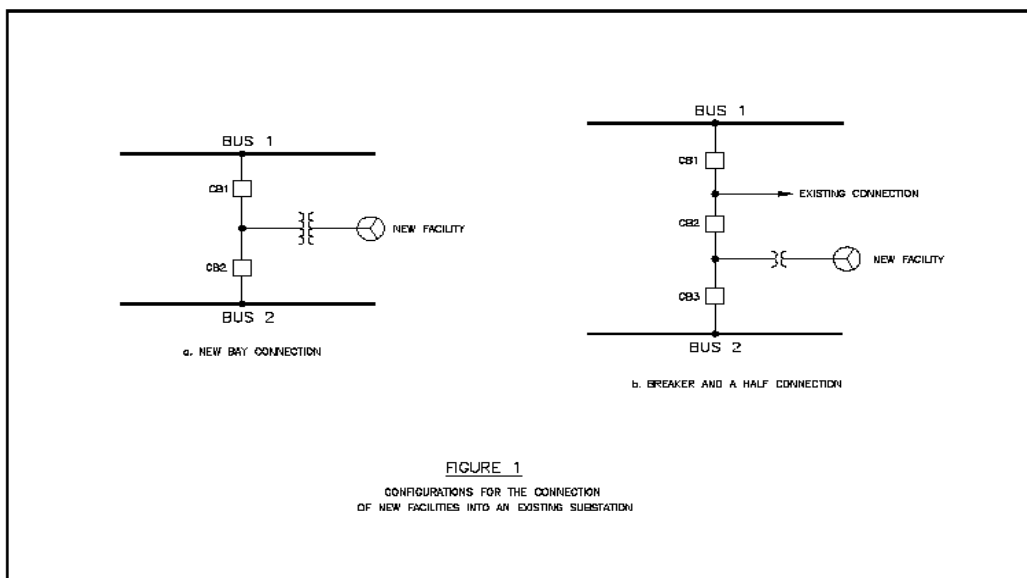 BUS 1
CB1
NEW FACILITY
CB2
BUS 2
a. NEW BAY CONNECTION
BUS 1
CB1
EXISTING CONNECTION
CB2
NEW FACILITY
CB3
BUS 2
b. BREAKER AND A HALF CONNECTION
FIGURE 1
CONFIGURATIONS FOR THE CONNECTION
OF NEW FACILITIES INTO AN EXISTING SUBSTATION